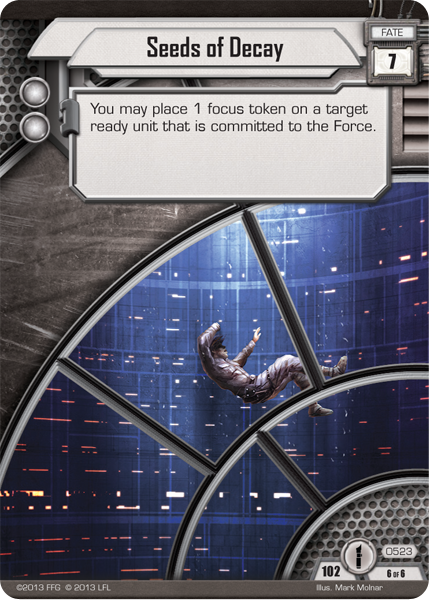 Seeds of Decay
FATE
7
You may place 1 focus token on a target
ready unit that is committed to the Force.
0523
102
6 OF 6
©2013 FFG © 2013 LFL
Illus. Mark Molnar